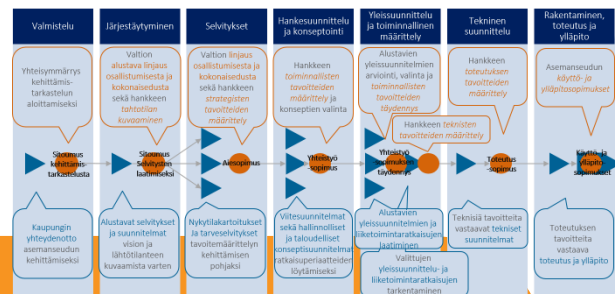 Valmistelu
Järjestäytyminen
Selvitykset
Hankesuunnittelu
ja konseptointi
Yleissuunnittelu
ja toiminnallinen
määrittely
Tekninen
suunnittelu
Rakentaminen,
toteutus ja
ylläpito
Yhteisymmärrys
kehittämis-
tarkastelun
aloittamiseksi
Valtion
alustava linjaus
osallistumisesta ja
kokonaisedusta
sekä hankkeen
tahtotilan
kuvaaminen
Valtion linjaus
osallistumisesta ja
kokonaisedusta
sekä hankkeen
strategisten
tavoitteiden
määrittely
Hankkeen
toiminnallisten
tavoitteiden
määrittely ja
konseptien valinta
Alustavien
yleissuunnitelmien
arviointi, valinta ja
toiminnallisten
tavoitteiden
täydennys
Hankkeen teknisten
tavoitteiden määrittely
Hankkeen
toteutuksen
tavoitteiden
määrittely
Asemanseudun
käyttö- ja
ylläpitosopimukset
Sitoumus
kehittämis-
tarkastelusta
Sitoumus
Selvitysten
laatimiseksi
Aiesopimus
Yhteistyö
-sopimus
Yhteistyö
-sopimuksen
täydennys
Toteutus
-sopimus
Käyttö- ja
ylläpito-
sopimukset
Kaupungin
yhteydenotto
asemanseudun
kehittämiseksi
Alustavat selvitykset
ja suunnitelmat
vision ja
lähtötilanteen
kuvaamista varten
Nykytilakartoitukset
Ja tarveselvitykset
tavoitemäärittelyn
kehittämisen
pohjaksi
Viitesuunnitelmat
sekä hallinnolliset
ja taloudelliset
konseptisuunnitelmat
ratkaisuperiaatteiden
löytämiseksi
Alustavien
yleissuunnitelmien ja
liiketoimintaratkaisujen
laatiminen
Valittujen
yleissuunnittelu- ja
liiketoimintaratkaisujen
tarkentaminen
Teknisiä tavoitteita
vastaavat tekniset
suunnitelmat
Toteutuksen
tavoitteita
vastaava
toteutus ja ylläpito